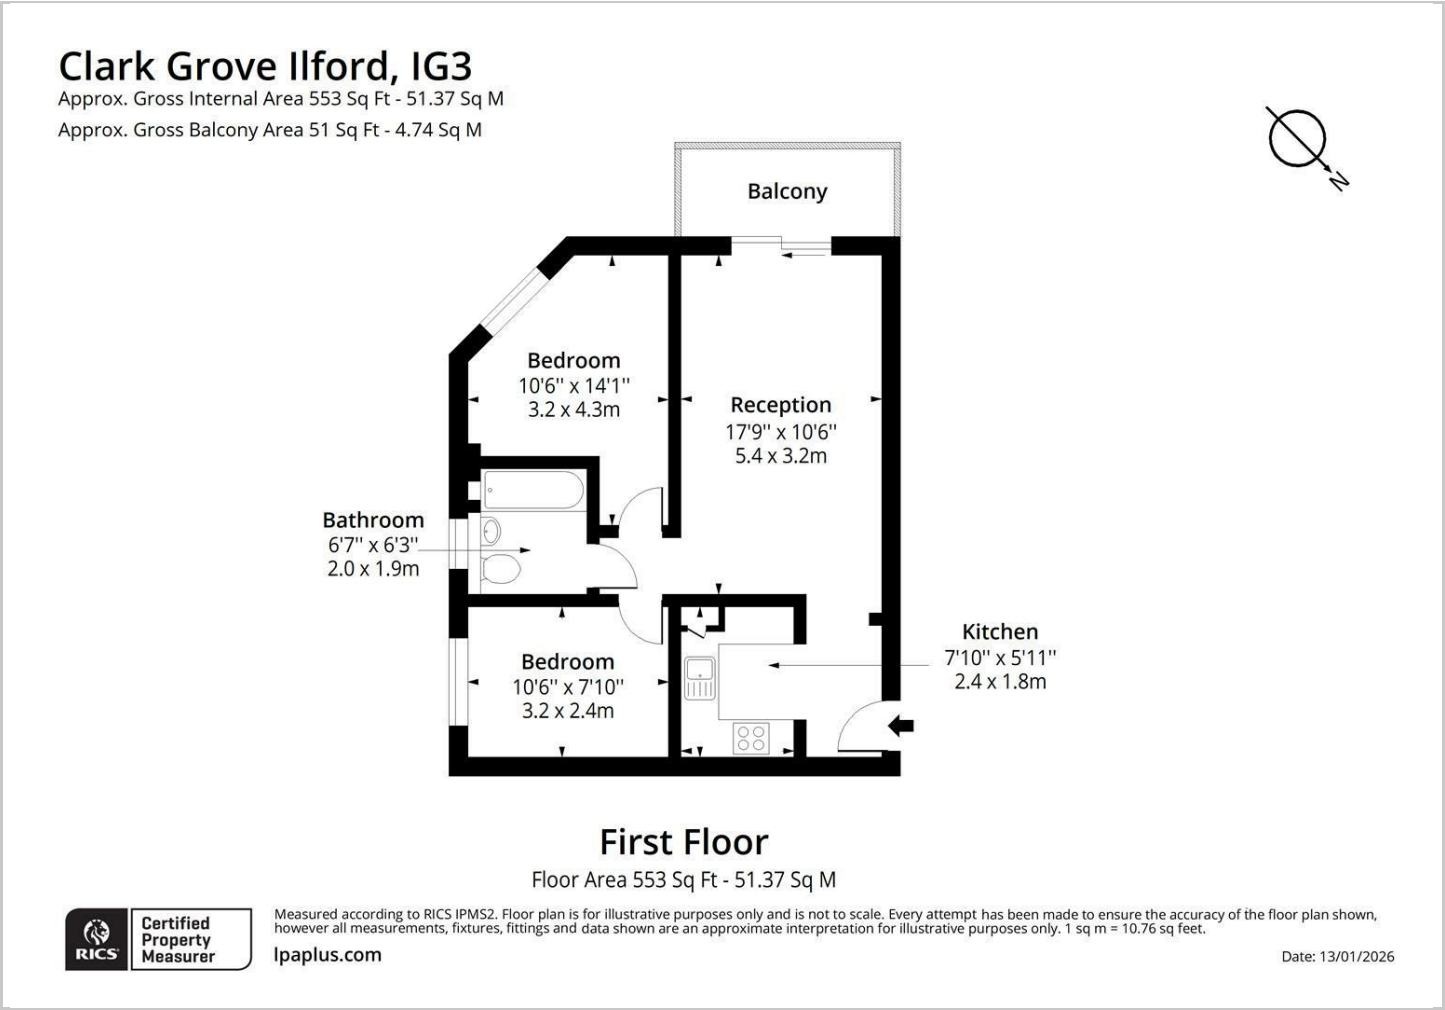 Clark Grove Ilford, IG3
Approx. Gross Internal Area 553 Sq Ft - 51.37 Sq M
Approx. Gross Balcony Area 51 Sq Ft - 4.74 Sq M
N
Balcony
Bedroom
10'6'' x 14'1''
3.2 x 4.3m
Reception
17'9'' x 10'6''
5.4 x 3.2m
Bathroom
6'7'' x 6'3''
2.0 x 1.9m
Kitchen
7'10'' x 5'11''
2.4 x 1.8m
Bedroom
10'6'' x 7'10''
3.2 x 2.4m
First Floor
Floor Area 553 Sq Ft - 51.37 Sq M
RICS
Certified
Property
Measurer
Measured according to RICS IPMS2. Floor plan is for illustrative purposes only and is not to scale. Every attempt has been made to ensure the accuracy of the floor plan shown,
however all measurements, fixtures, fittings and data shown are an approximate interpretation for illustrative purposes only. 1 sq m = 10.76 sq feet.
lpaplus.com
Date: 13/01/2026